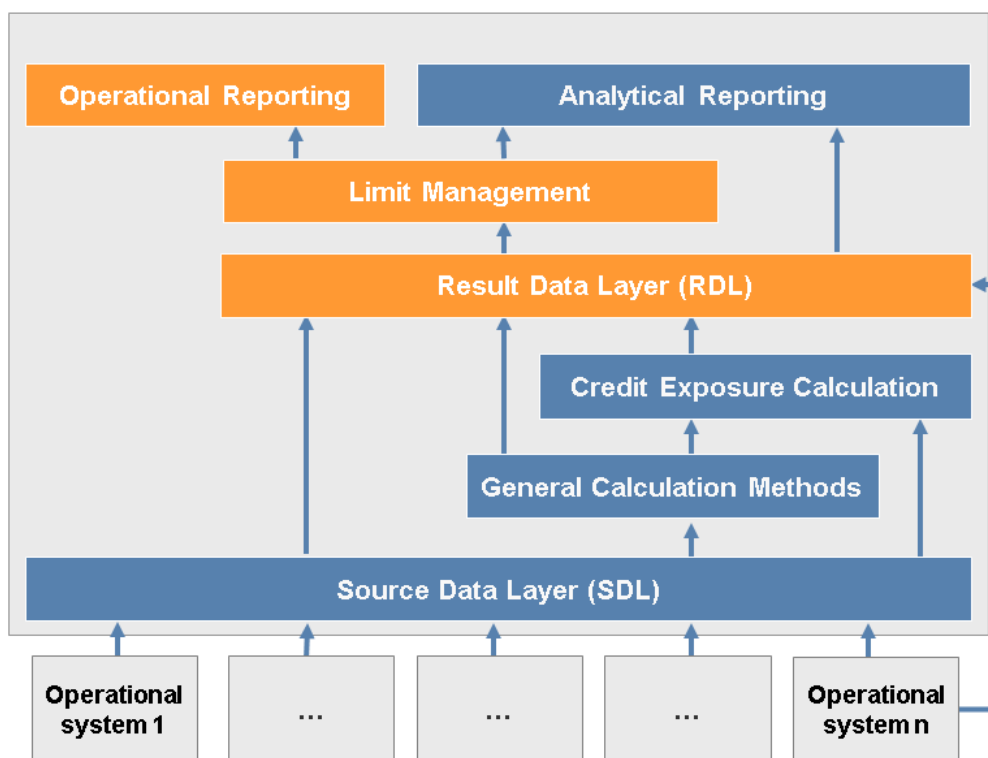 Operational Reporting
Analytical Reporting
Limit Management
Result Data Layer (RDL)
Credit Exposure Calculation
General Calculation Methods
Source Data Layer (SDL)
Operational
system 1
...
...
...
Operational
system n